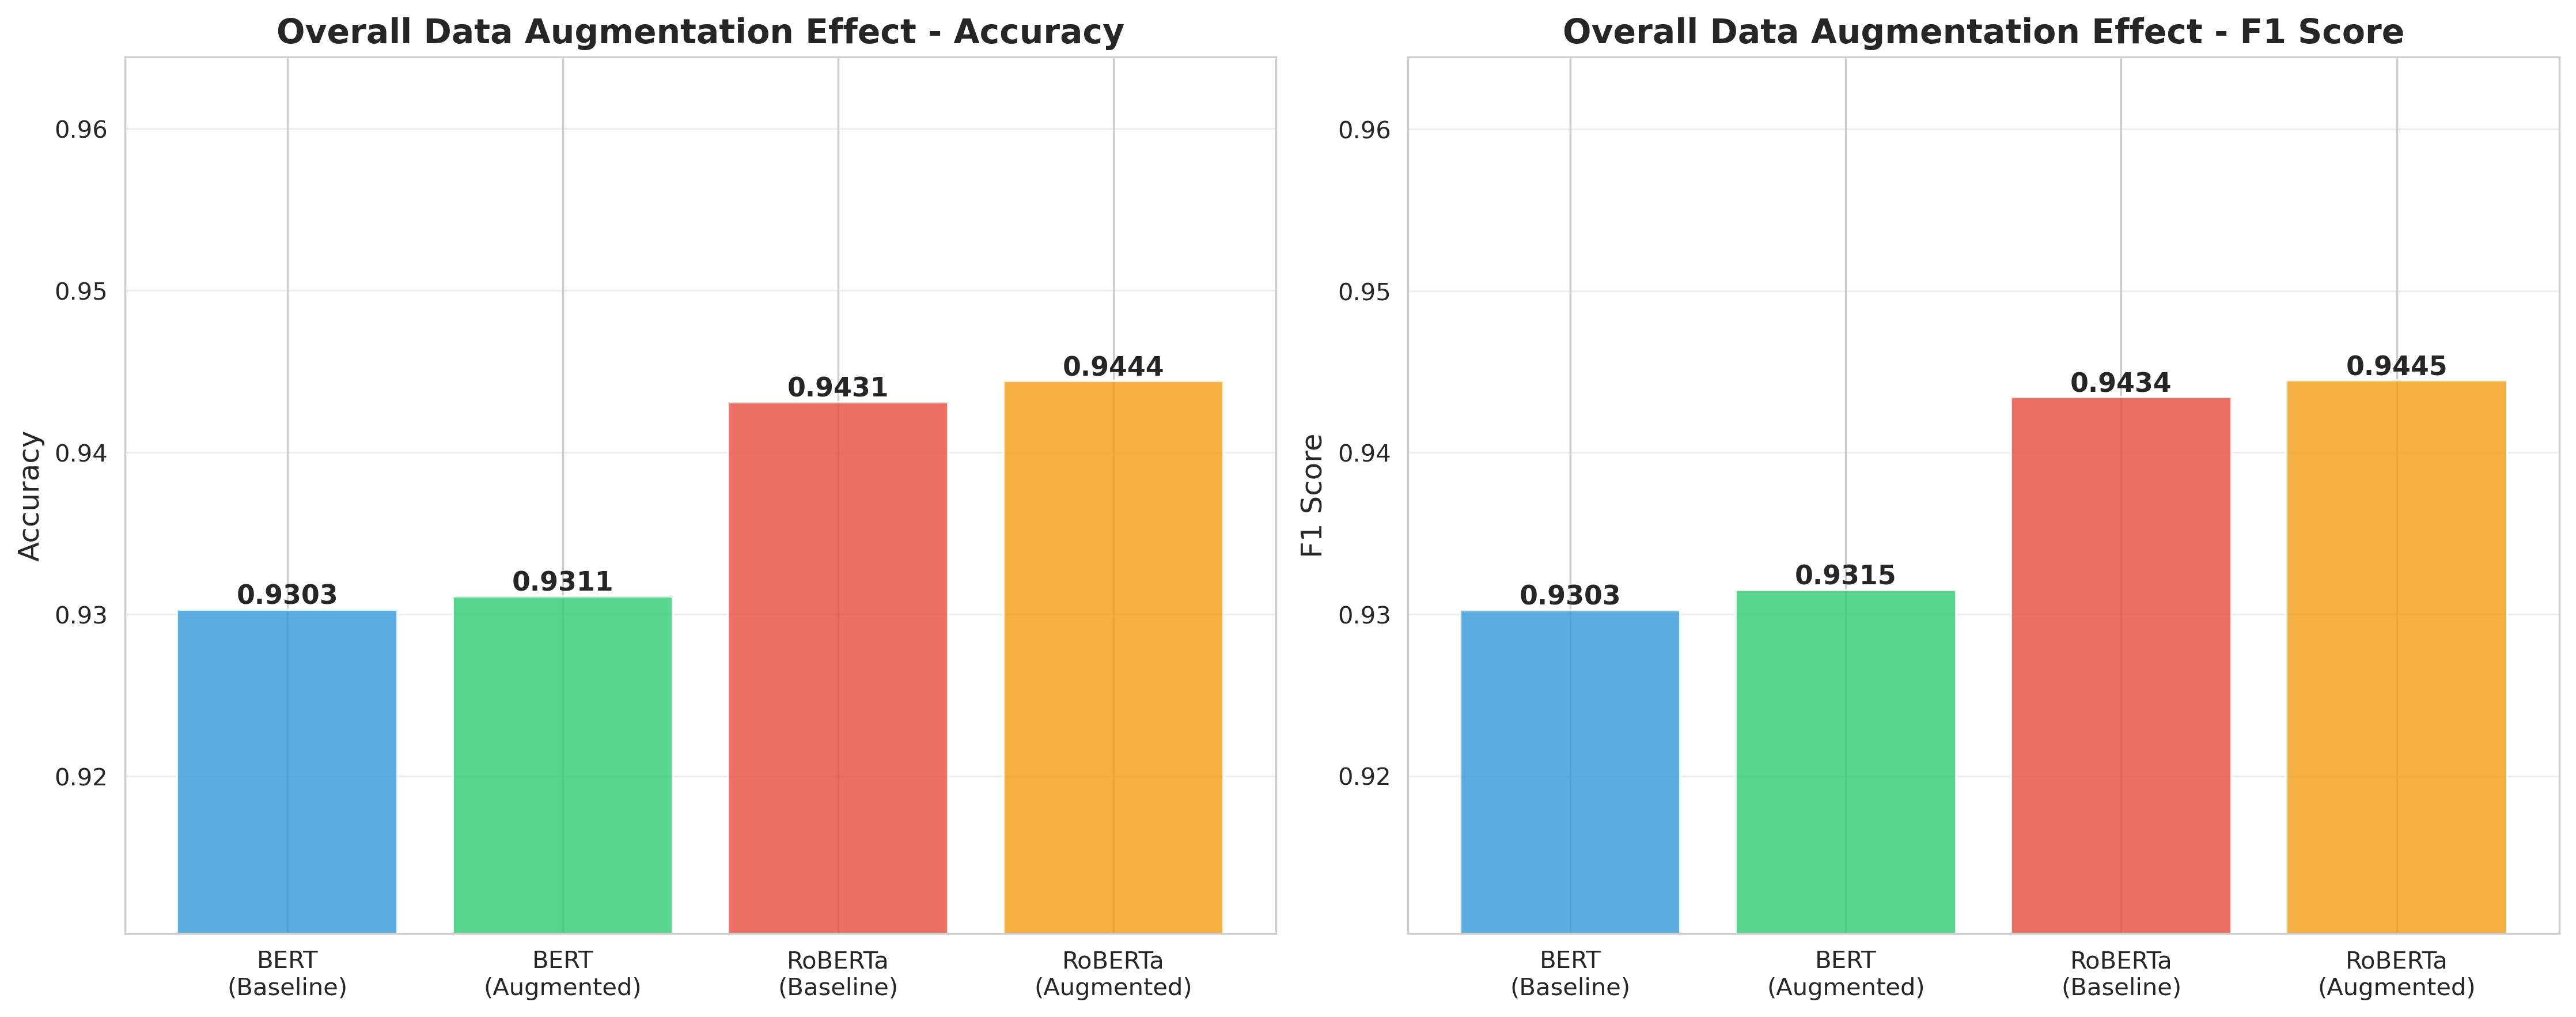 Overall Data Augmentation Effect - Accuracy
Accuracy
0.96
0.95
0.94
0.93
0.92
0.9303
0.9311
0.9431
0.9444
BERT
(Baseline)
BERT
(Augmented)
RoBERTa
(Baseline)
RoBERTa
(Augmented)
Overall Data Augmentation Effect - F1 Score
F1 Score
0.96
0.95
0.94
0.93
0.92
0.9303
0.9315
0.9434
0.9445
BERT
(Baseline)
BERT
(Augmented)
RoBERTa
(Baseline)
RoBERTa
(Augmented)